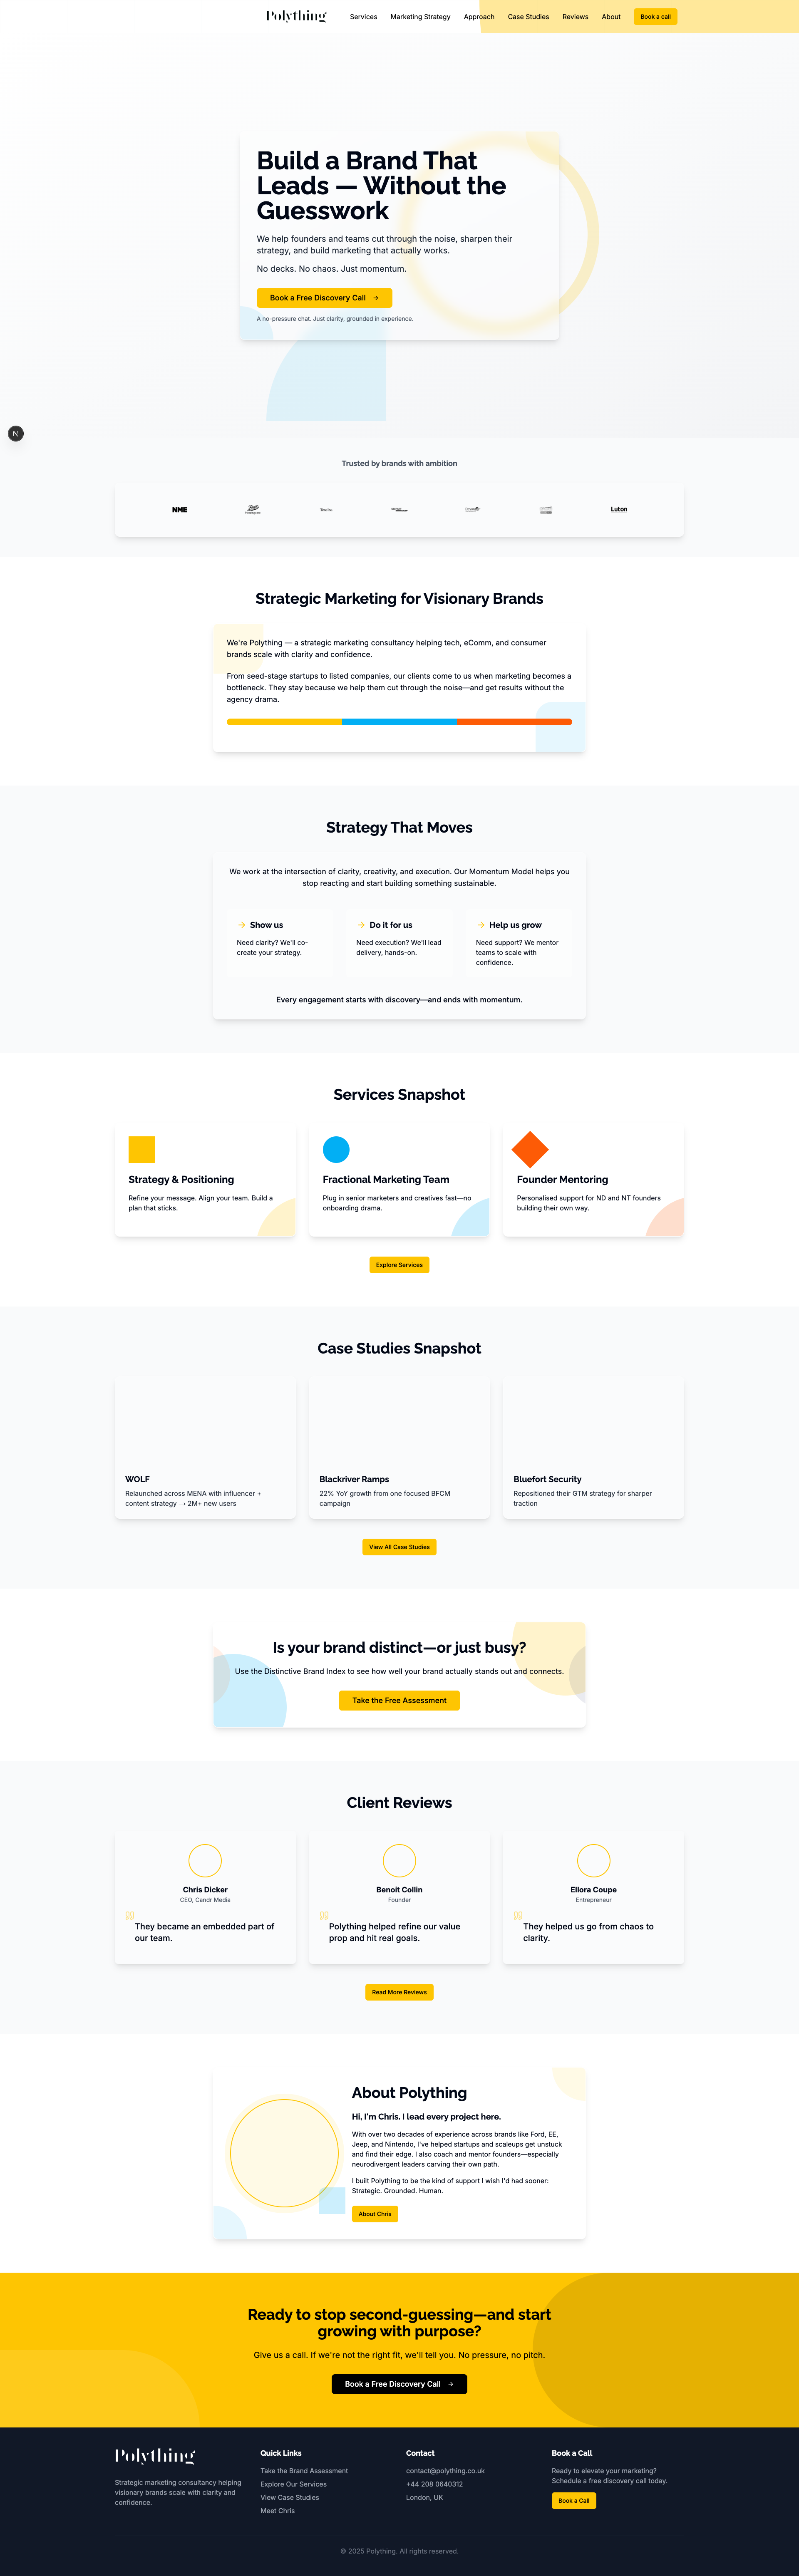 Polything
Services
Marketing Strategy
Approach
Case Studies
Reviews
About
Book a call
Build a Brand That
Leads — Without the
Guesswork
We help founders and teams cut through the noise, sharpen their
strategy, and build marketing that actually works.
No decks. No chaos. Just momentum.
Book a Free Discovery Call →
A no-pressure chat. Just clarity, grounded in experience.
N
Trusted by brands with ambition
NME
Boots
Luton
Strategic Marketing for Visionary Brands
We're Polything — a strategic marketing consultancy helping tech, eComm, and consumer
brands scale with clarity and confidence.
From seed-stage startups to listed companies, our clients come to us when marketing becomes a
bottleneck. They stay because we help them cut through the noise—and get results without the
agency drama.
Strategy That Moves
We work at the intersection of clarity, creativity, and execution. Our Momentum Model helps you
stop reacting and start building something sustainable.
→ Show us
Need clarity? We'll co-
create your strategy.
→ Do it for us
Need execution? We'll lead
delivery, hands-on.
→ Help us grow
Need support? We mentor
teams to scale with
confidence.
Every engagement starts with discovery—and ends with momentum.
Services Snapshot
Strategy & Positioning
Refine your message. Align your team. Build a
plan that sticks.
Fractional Marketing Team
Plug in senior marketers and creatives fast—no
onboarding drama.
Founder Mentoring
Personalised support for ND and NT founders
building their own way.
Explore Services
Case Studies Snapshot
WOLF
Relaunched across MENA with influencer +
content strategy → 2M+ new users
Blackriver Ramps
22% YoY growth from one focused BFCM
campaign
Bluefort Security
Repositioned their GTM strategy for sharper
traction
View All Case Studies
Is your brand distinct—or just busy?
Use the Distinctive Brand Index to see how well your brand actually stands out and connects.
Take the Free Assessment
Client Reviews
Chris Dicker
CEO, Candr Media
They became an embedded part of
our team.
Benoit Collin
Founder
Polything helped refine our value
prop and hit real goals.
Ellora Coupe
Entrepreneur
They helped us go from chaos to
clarity.
Read More Reviews
About Polything
Hi, I'm Chris. I lead every project here.
With over two decades of experience across brands like Ford, EE,
Jeep, and Nintendo, I've helped startups and scaleups get unstuck
and find their edge. I also coach and mentor founders—especially
neurodivergent leaders carving their own path.
I built Polything to be the kind of support I wish I'd had sooner:
Strategic. Grounded. Human.
About Chris
Ready to stop second-guessing—and start
growing with purpose?
Give us a call. If we're not the right fit, we'll tell you. No pressure, no pitch.
Book a Free Discovery Call →
Polything
Strategic marketing consultancy helping
visionary brands scale with clarity and
confidence.
Quick Links
Take the Brand Assessment
Explore Our Services
View Case Studies
Meet Chris
Contact
contact@polything.co.uk
+44 208 0640312
London, UK
Book a Call
Ready to elevate your marketing?
Schedule a free discovery call today.
Book a Call
© 2025 Polything. All rights reserved.